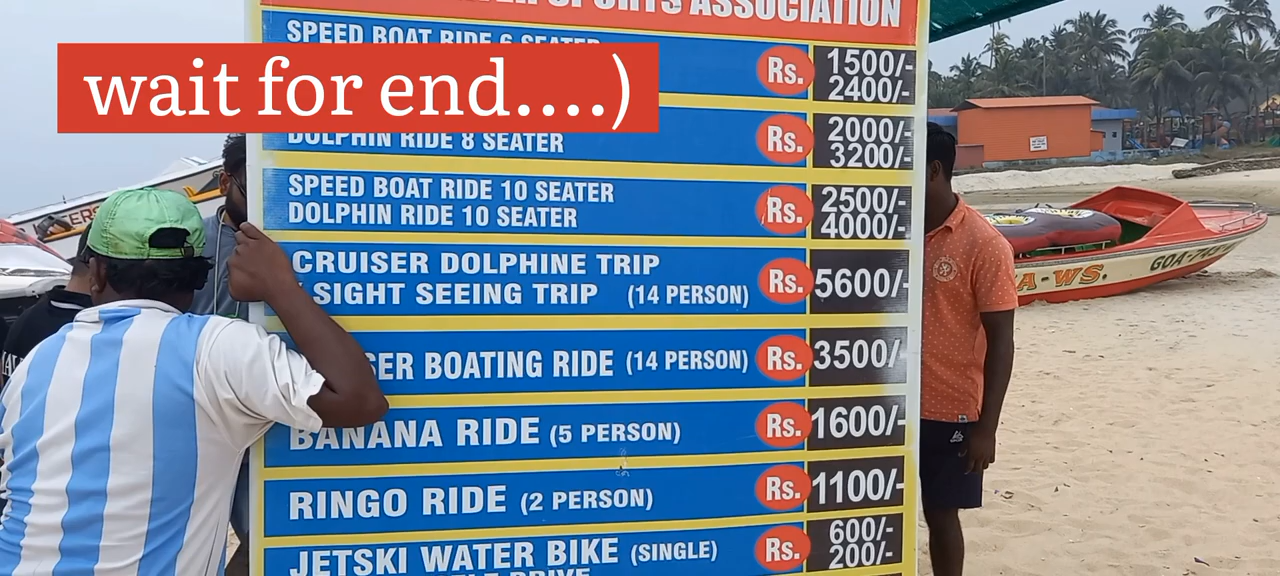 SPORTS ASSOCIATION
SPEED BOAT RIDE 6 SEATER
Rs. 1500/-
2400/-
wait for end....)
DOLPHIN RIDE 8 SEATER
Rs. 2000/-
3200/-
SPEED BOAT RIDE 10 SEATER
DOLPHIN RIDE 10 SEATER
Rs. 2500/-
4000/-
CRUISER DOLPHINE TRIP
SIGHT SEEING TRIP (14 PERSON)
Rs. 5600/-
BOATING RIDE (14 PERSON)
Rs. 3500/-
BANANA RIDE (5 PERSON)
Rs. 1600/-
RINGO RIDE (2 PERSON)
Rs. 1100/-
JETSKI WATER BIKE (SINGLE)
Rs. 600/-
200/-
DRIVE
A-WS.